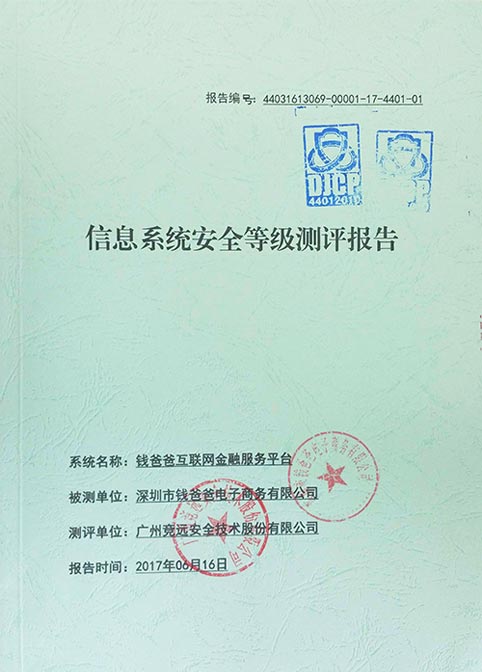 报告编号：44031613069-00001-17-4401-01
DJCP
信息系统安全等级测评报告
系统名称：钱爸爸互联网金融服务平台
被测单位：深圳市钱爸爸电子商务有限公司
测评单位：广州竞远安全技术股份有限公司
报告时间：2017年06月16日